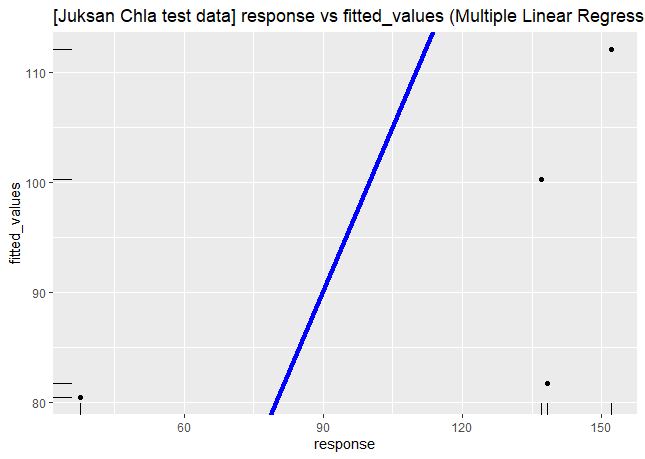 [Juksan Chla test data] response vs fitted_values (Multiple Linear Regress
110
100
90
80
fitted_values
60
90
120
150
response